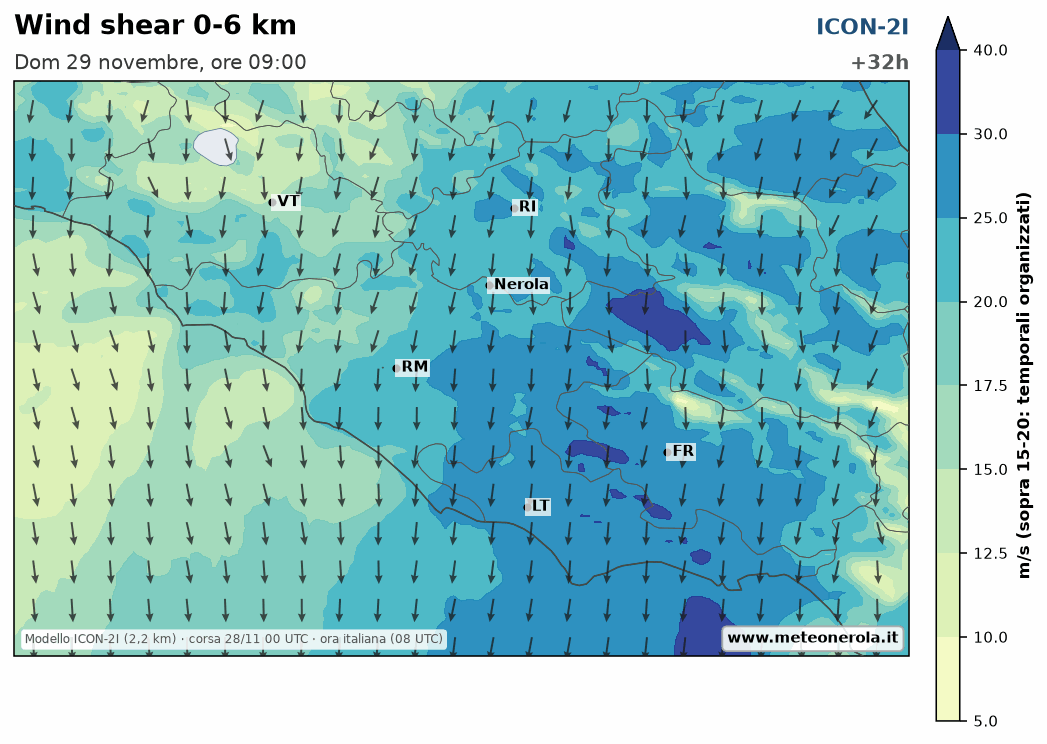 Wind shear 0-6 km
ICON-2I
Dom 29 novembre, ore 09:00
+32h
VT
RI
Nerola
RM
FR
LT
Modello ICON-2I (2,2 km) · corsa 28/11 00 UTC · ora italiana (08 UTC)
www.meteonerola.it
40.0
30.0
25.0
20.0
17.5
15.0
12.5
10.0
5.0
m/s (sopra 15-20: temporali organizzati)